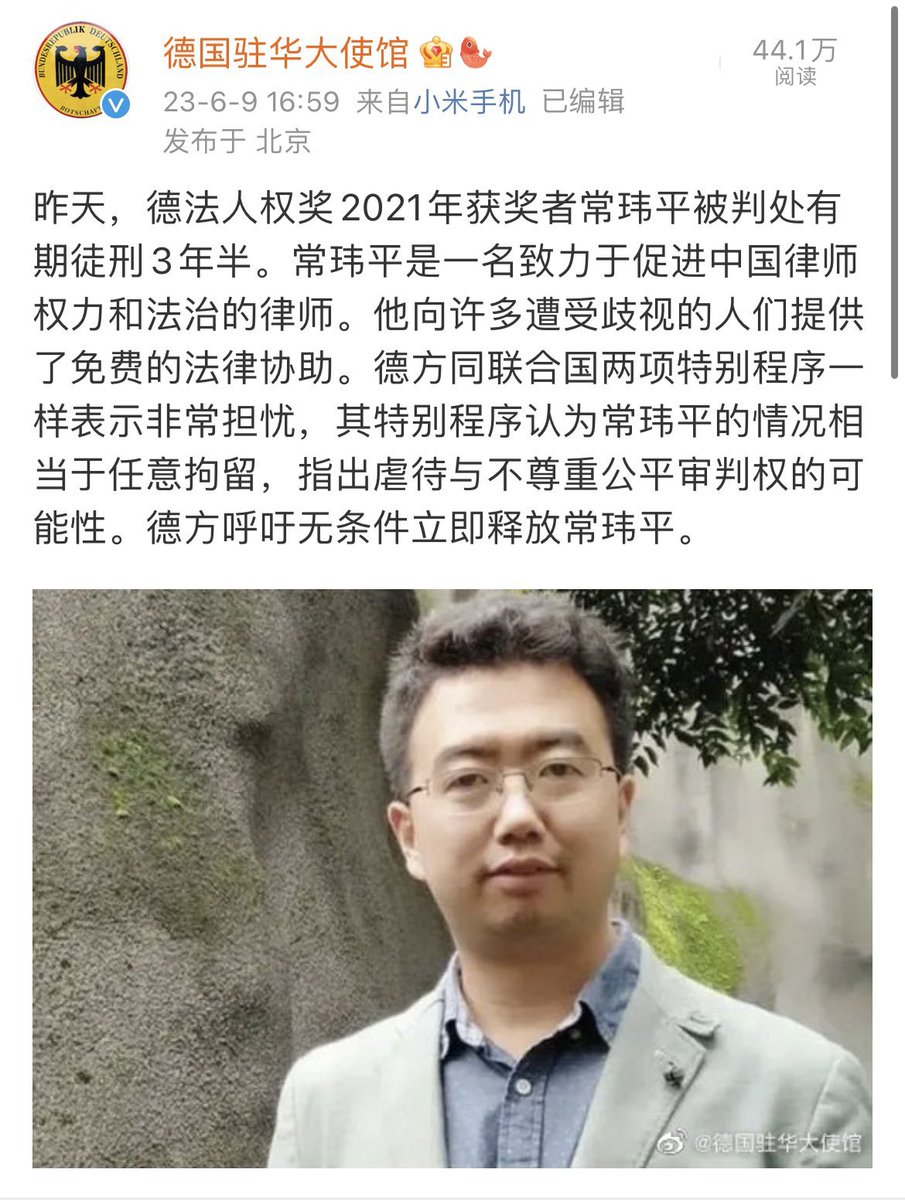 德国驻华大使馆
44.1万
阅读
23-6-9 16:59 来自小米手机 已编辑
发布于 北京
BUNDESREPUBLIK DEUTSCHLAND
BOTSCHAFT
昨天，德法人权奖2021年获奖者常玮平被判处有
期徒刑3年半。常玮平是一名致力于促进中国律师
权力和法治的律师。他向许多遭受歧视的人们提供
了免费的法律协助。德方同联合国两项特别程序一
样表示非常担忧，其特别程序认为常玮平的情况相
当于任意拘留，指出虐待与不尊重公平审判权的可
能性。德方呼吁无条件立即释放常玮平。
@德国驻华大使馆